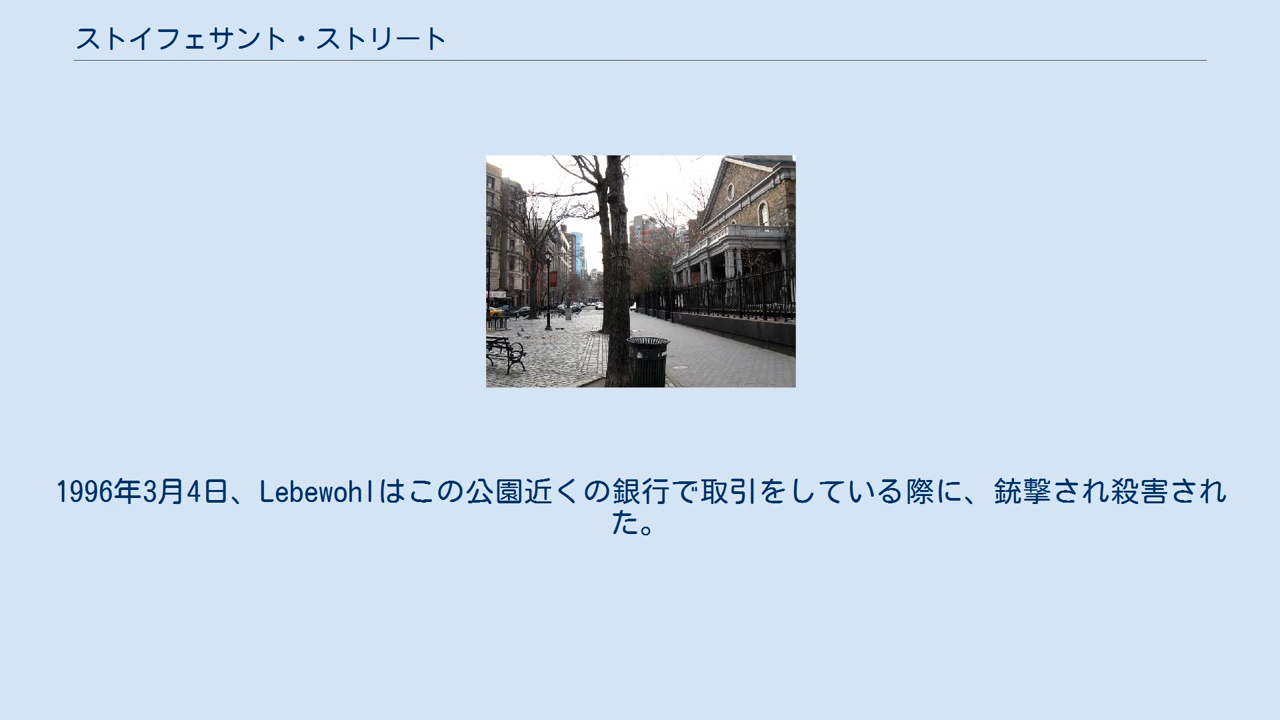 ストイフェサント・ストリート
1996年3月4日、Lebewohlはこの公園近くの銀行で取引をしている際に、銃撃され殺害され
た。